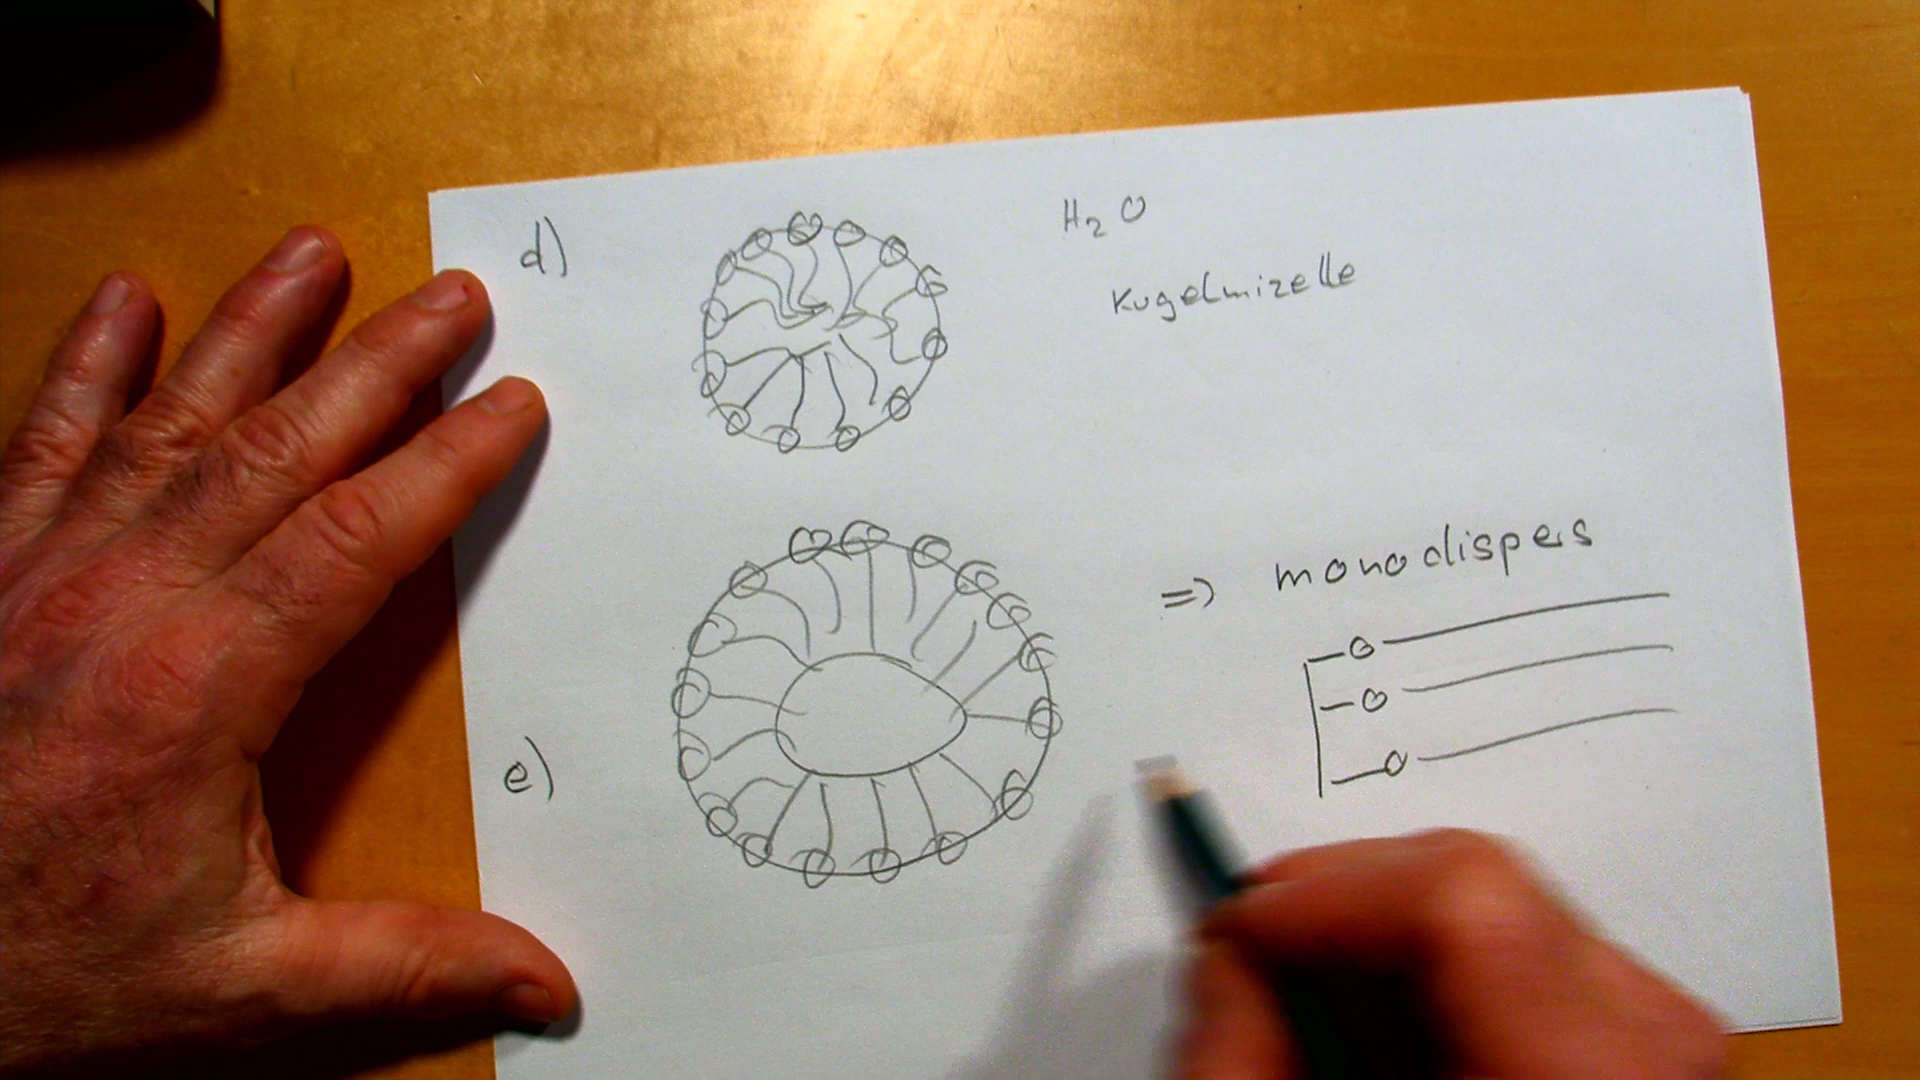 d)
H₂O
Kugelmizelle
=> monodispers
e)